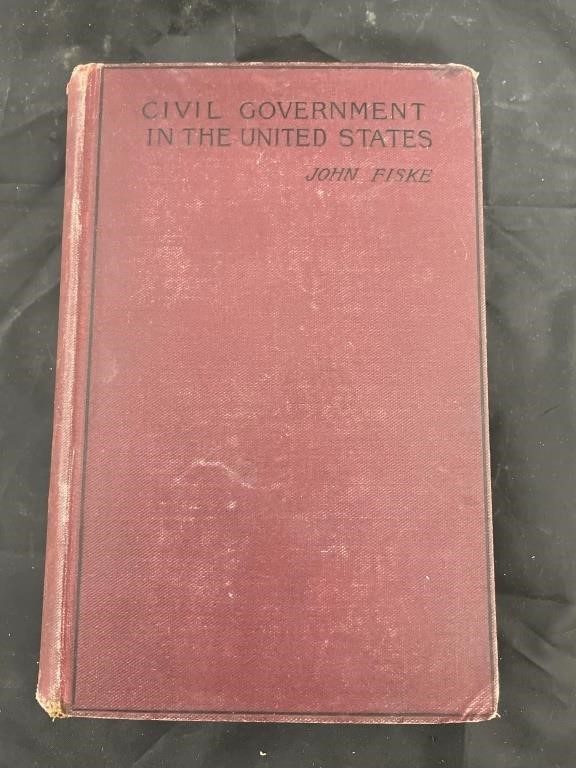 CIVIL GOVERNMENT
IN THE UNITED STATES
JOHN FISKE